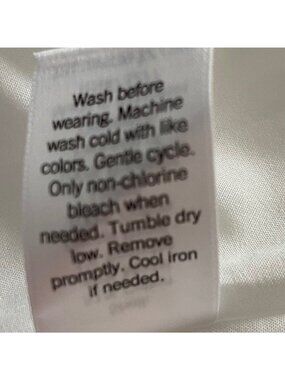 Wash before
wearing. Machine
wash cold with like
colors. Gentle cycle.
Only non-chlorine
bleach when
needed. Tumble dry
low. Remove
promptly. Cool iron
if needed.